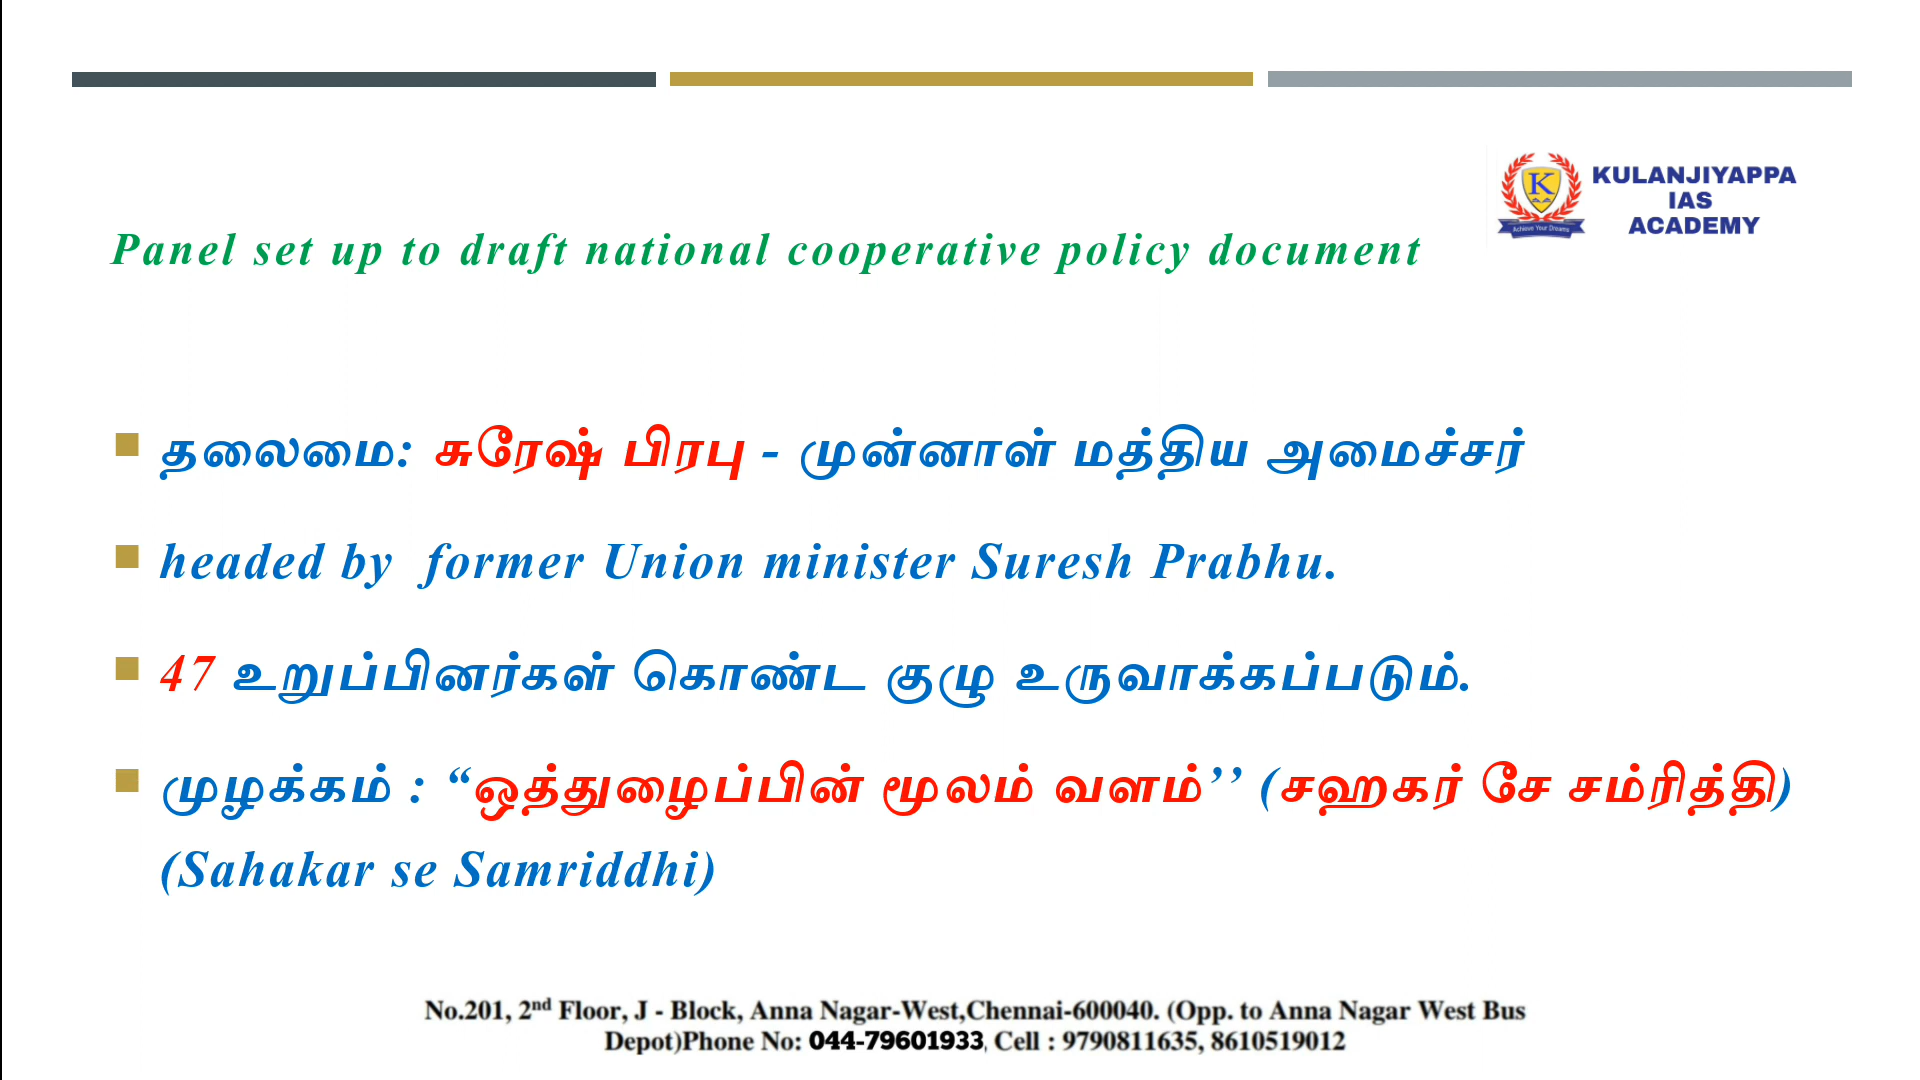 KULANJIYAPPA
IAS
ACADEMY
Achieve Your Dreams
Panel set up to draft national cooperative policy document
தலைமை: சுரேஷ் பிரபு - முன்னாள் மத்திய அமைச்சர்
headed by former Union minister Suresh Prabhu.
47 உறுப்பினர்கள் கொண்ட குழு உருவாக்கப்படும்.
முழக்கம் : “ஒத்துழைப்பின் மூலம் வளம்’’ (சஹகர் சே சம்ரித்தி)
(Sahakar se Samriddhi)
No.201, 2nd Floor, J - Block, Anna Nagar-West,Chennai-600040. (Opp. to Anna Nagar West Bus
Depot)Phone No: 044-79601933, Cell : 9790811635, 8610519012